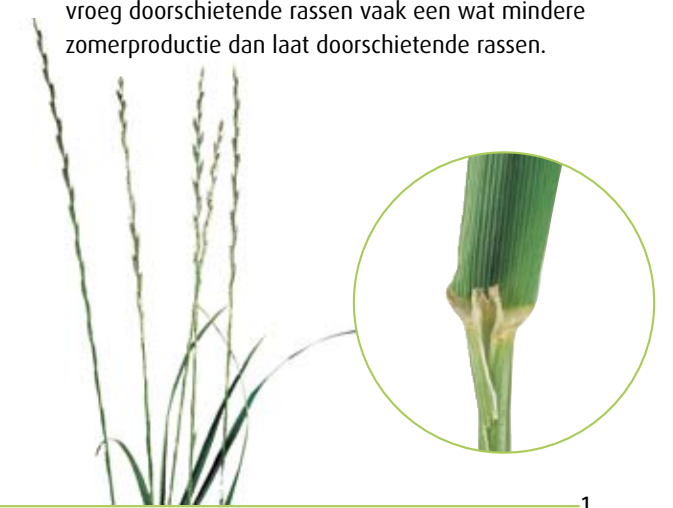 vroeg doorschietende rassen vaak een wat mindere
zomerproductie dan laat doorschietende rassen.
1